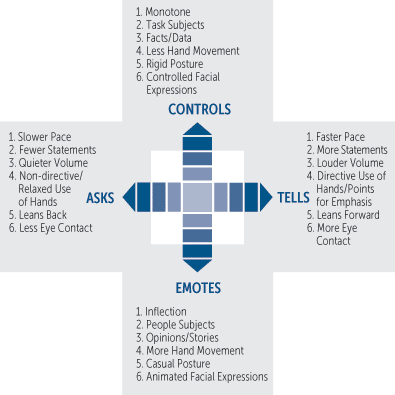 1. Monotone
2. Task Subjects
3. Facts/Data
4. Less Hand Movement
5. Rigid Posture
6. Controlled Facial
Expressions
CONTROLS
1. Slower Pace
2. Fewer Statements
3. Quieter Volume
4. Non-directive/
Relaxed Use
of Hands
5. Leans Back
6. Less Eye Contact
ASKS
TELLS
1. Faster Pace
2. More Statements
3. Louder Volume
4. Directive Use of
Hands/Points
for Emphasis
5. Leans Forward
6. More Eye
Contact
EMOTES
1. Inflection
2. People Subjects
3. Opinions/Stories
4. More Hand Movement
5. Casual Posture
6. Animated Facial Expressions